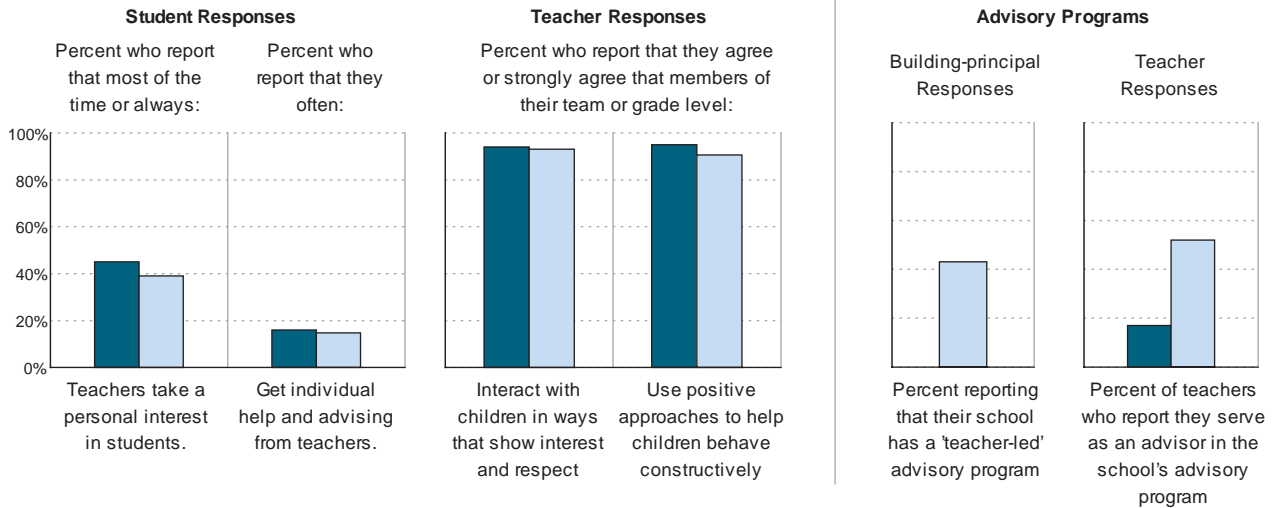 Student Responses
Percent who report
that most of the
time or always:
Percent who
report that they
often:
Teacher Responses
Percent who report that they agree
or strongly agree that members of
their team or grade level:
Advisory Programs
Building-principal
Responses
Teacher
Responses
100%
80%
60%
40%
20%
0%
Teachers take a
personal interest
in students.
Get individual
help and advising
from teachers.
Interact with
children in ways
that show interest
and respect
Use positive
approaches to help
children behave
constructively
Percent reporting
that their school
has a 'teacher-led'
advisory program
Percent of teachers
who report they serve
as an advisor in the
school's advisory
program